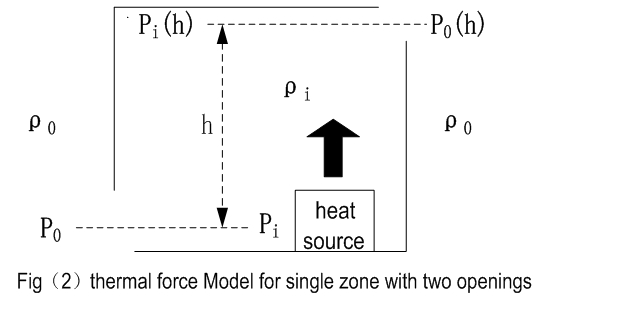 Pi(h) P0(h)
ρi
ρ0 h ρ0
P0 Pi heat
source
Fig（2）thermal force Model for single zone with two openings